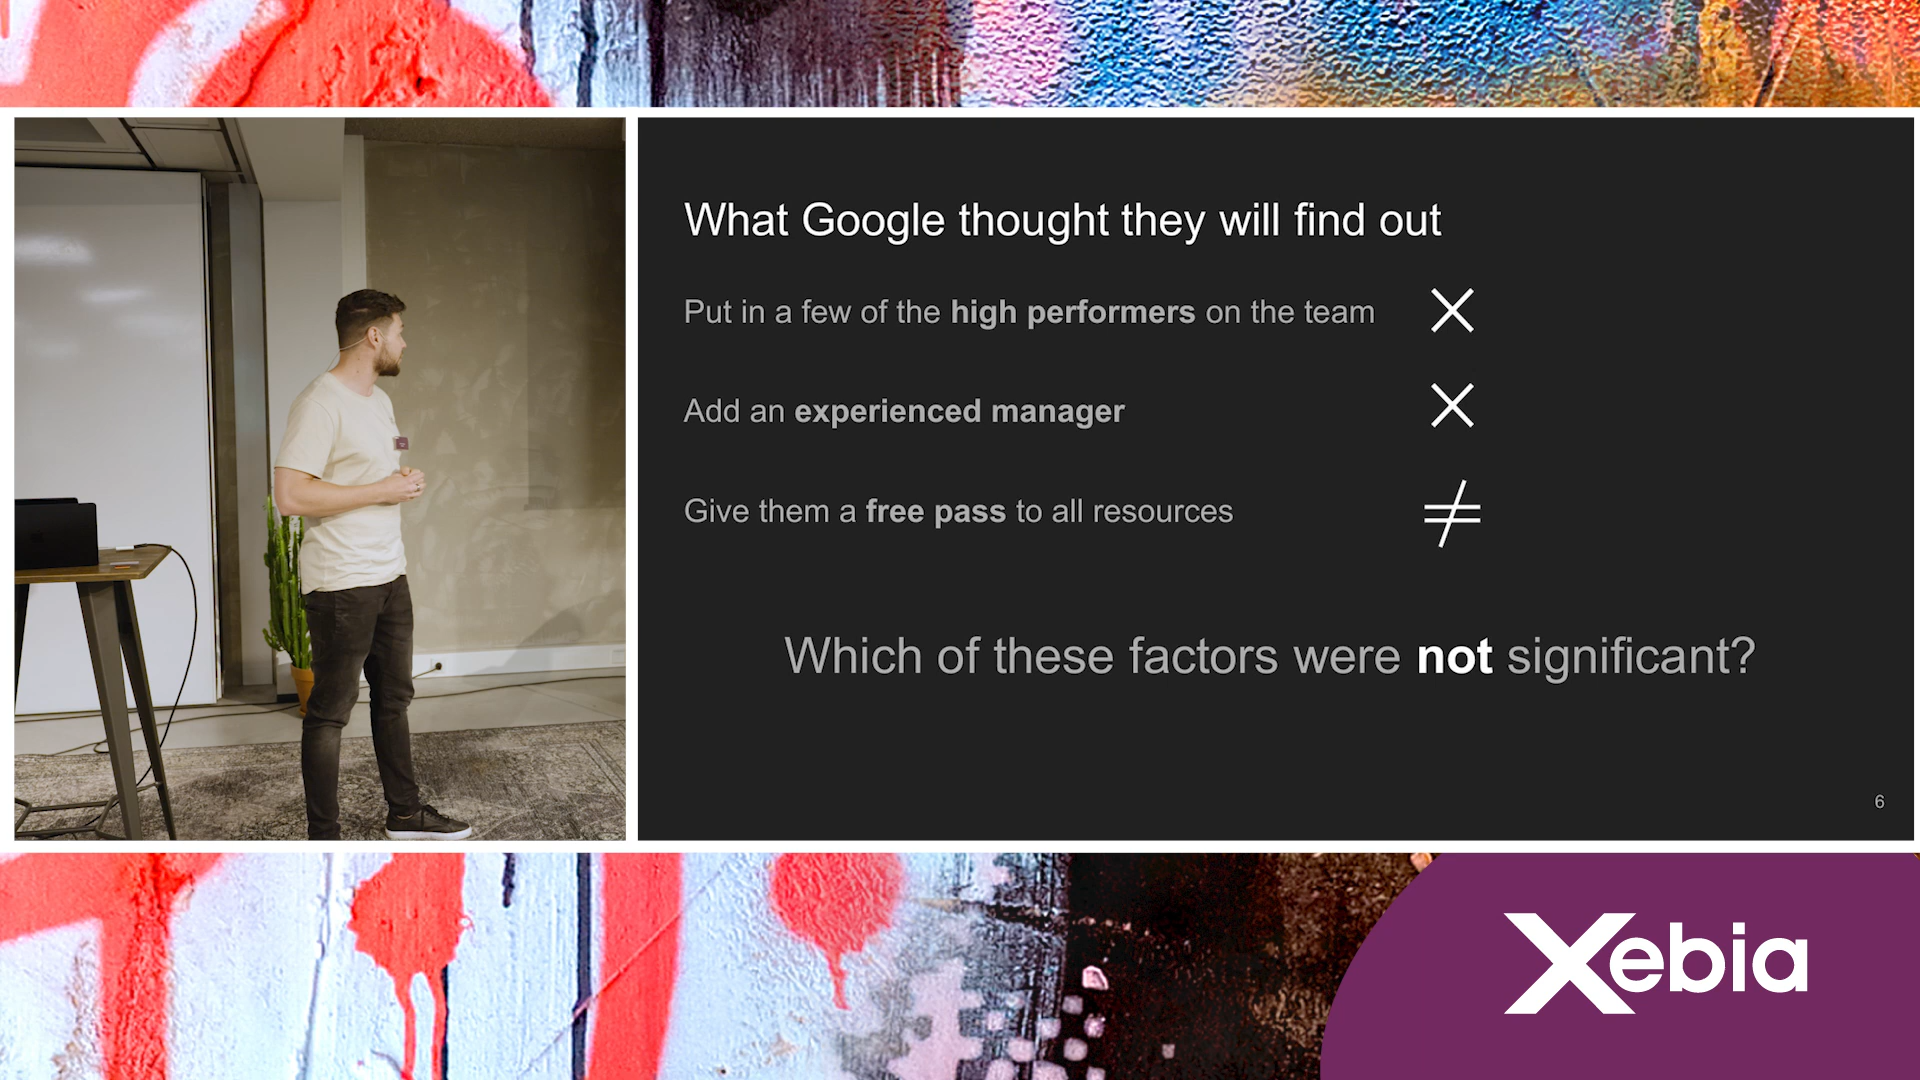 What Google thought they will find out
Put in a few of the high performers on the team ×
Add an experienced manager ×
Give them a free pass to all resources ≠
Which of these factors were not significant?
6
Xebia